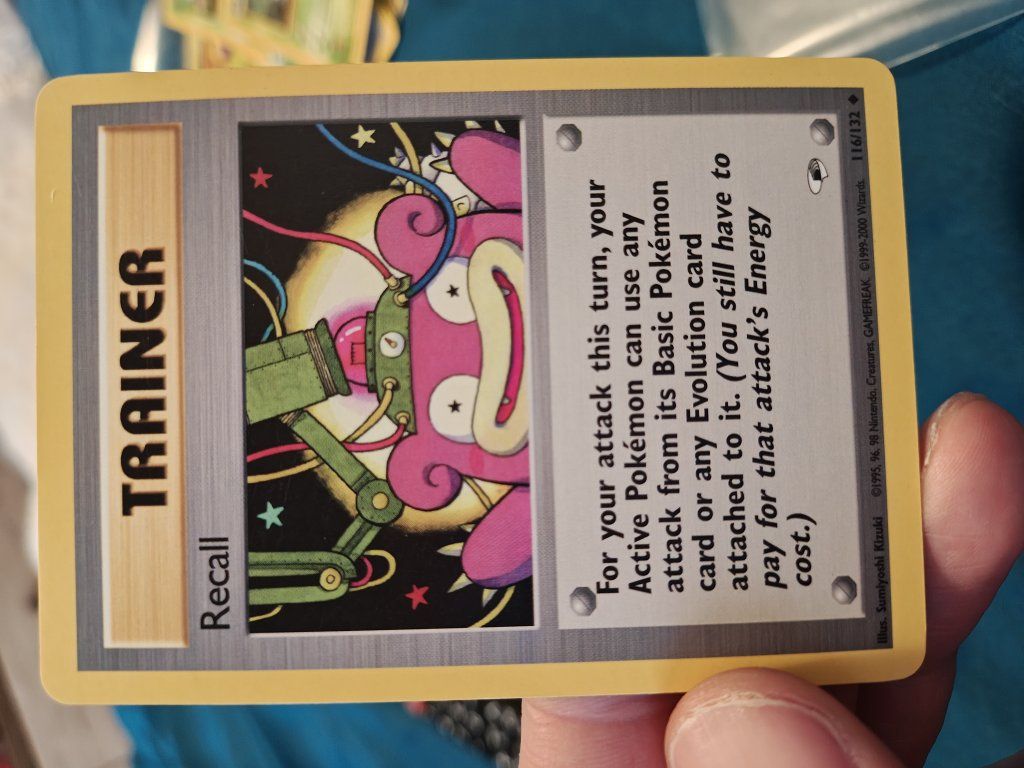 TRAINER
Recall
For your attack this turn, your
Active Pokémon can use any
attack from its Basic Pokémon
card or any Evolution card
attached to it. (You still have to
pay for that attack's Energy
cost.)
Illus. Sumiyoshi Kizuki ©1995, 96, 98 Nintendo, Creatures, GAMEFREAK. ©1999-2000 Wizards. 116/132 ◆